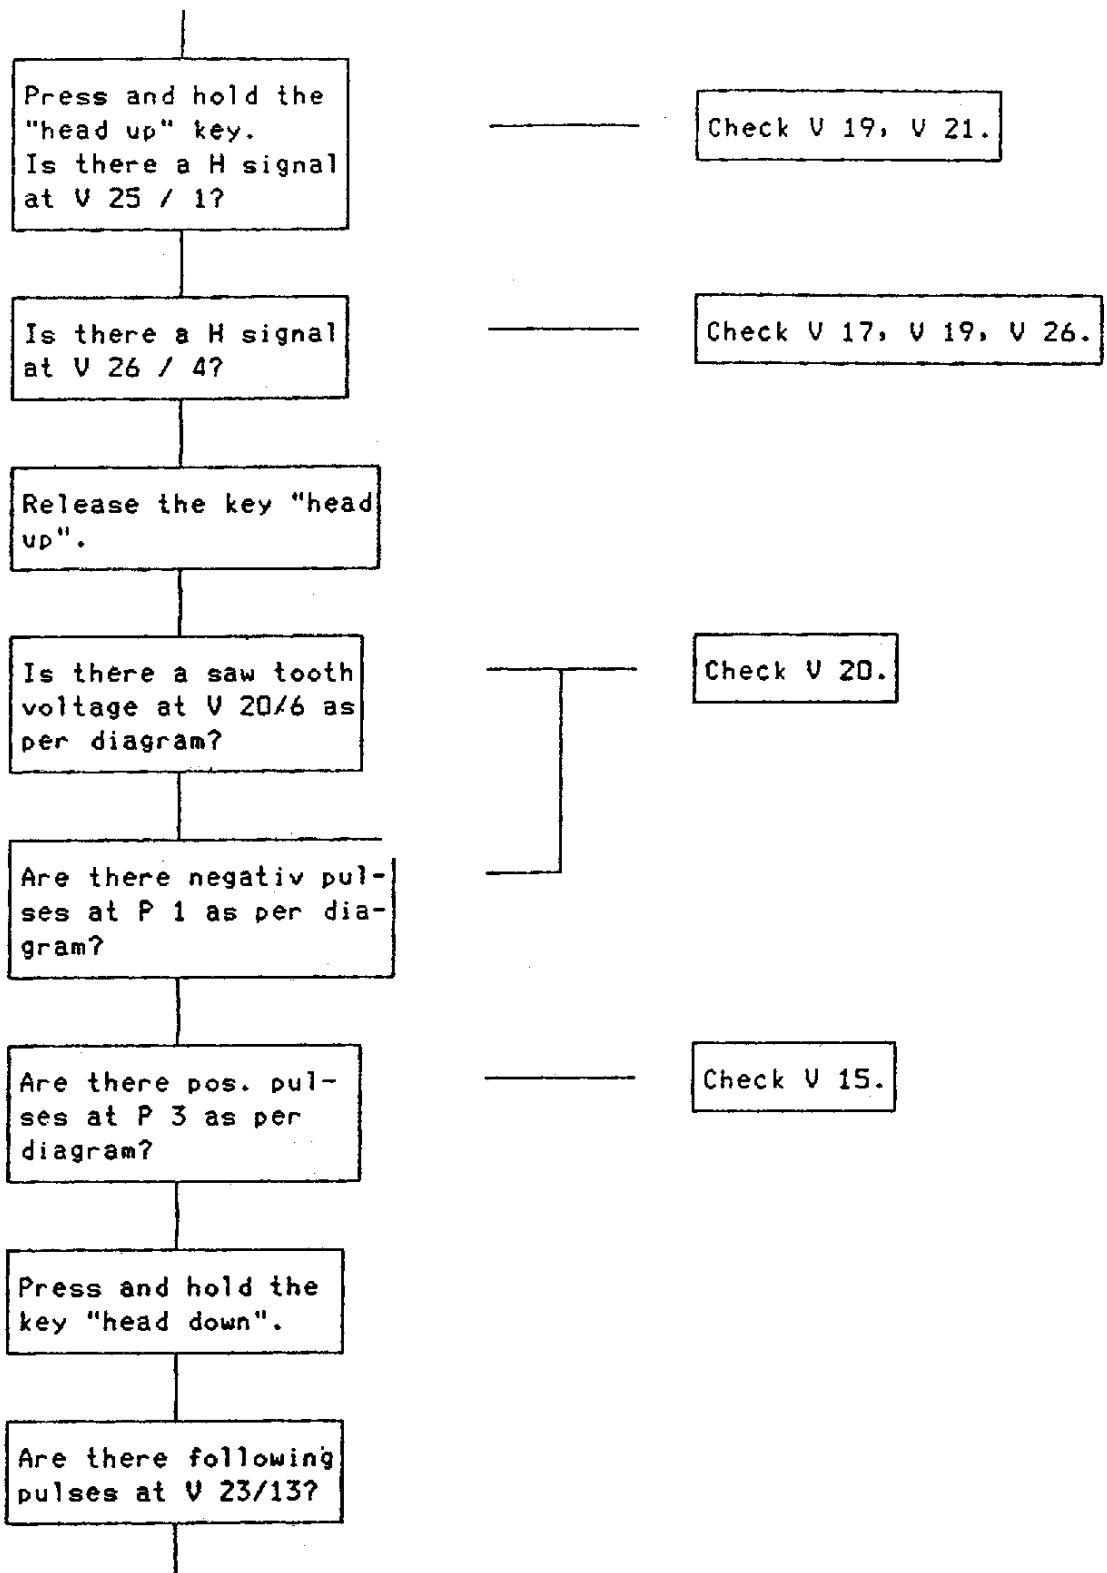 Press and hold the
"head up" key.
Is there a H signal
at V 25 / 1?
Check V 19, V 21.
Is there a H signal
at V 26 / 4?
Check V 17, V 19, V 26.
Release the key "head
up".
Is there a saw tooth
voltage at V 20/6 as
per diagram?
Check V 20.
Are there negativ pul-
ses at P 1 as per dia-
gram?
Are there pos. pul-
ses at P 3 as per
diagram?
Check V 15.
Press and hold the
key "head down".
Are there following
pulses at V 23/13?